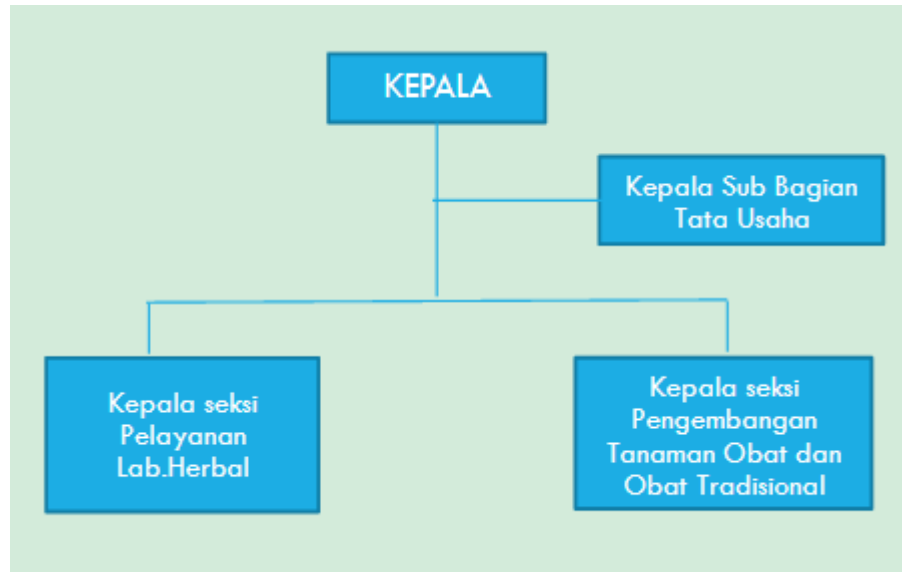 KEPALA
Kepala Sub Bagian
Tata Usaha
Kepala seksi
Pelayanan
Lab.Herbal
Kepala seksi
Pengembangan
Tanaman Obat dan
Obat Tradisional